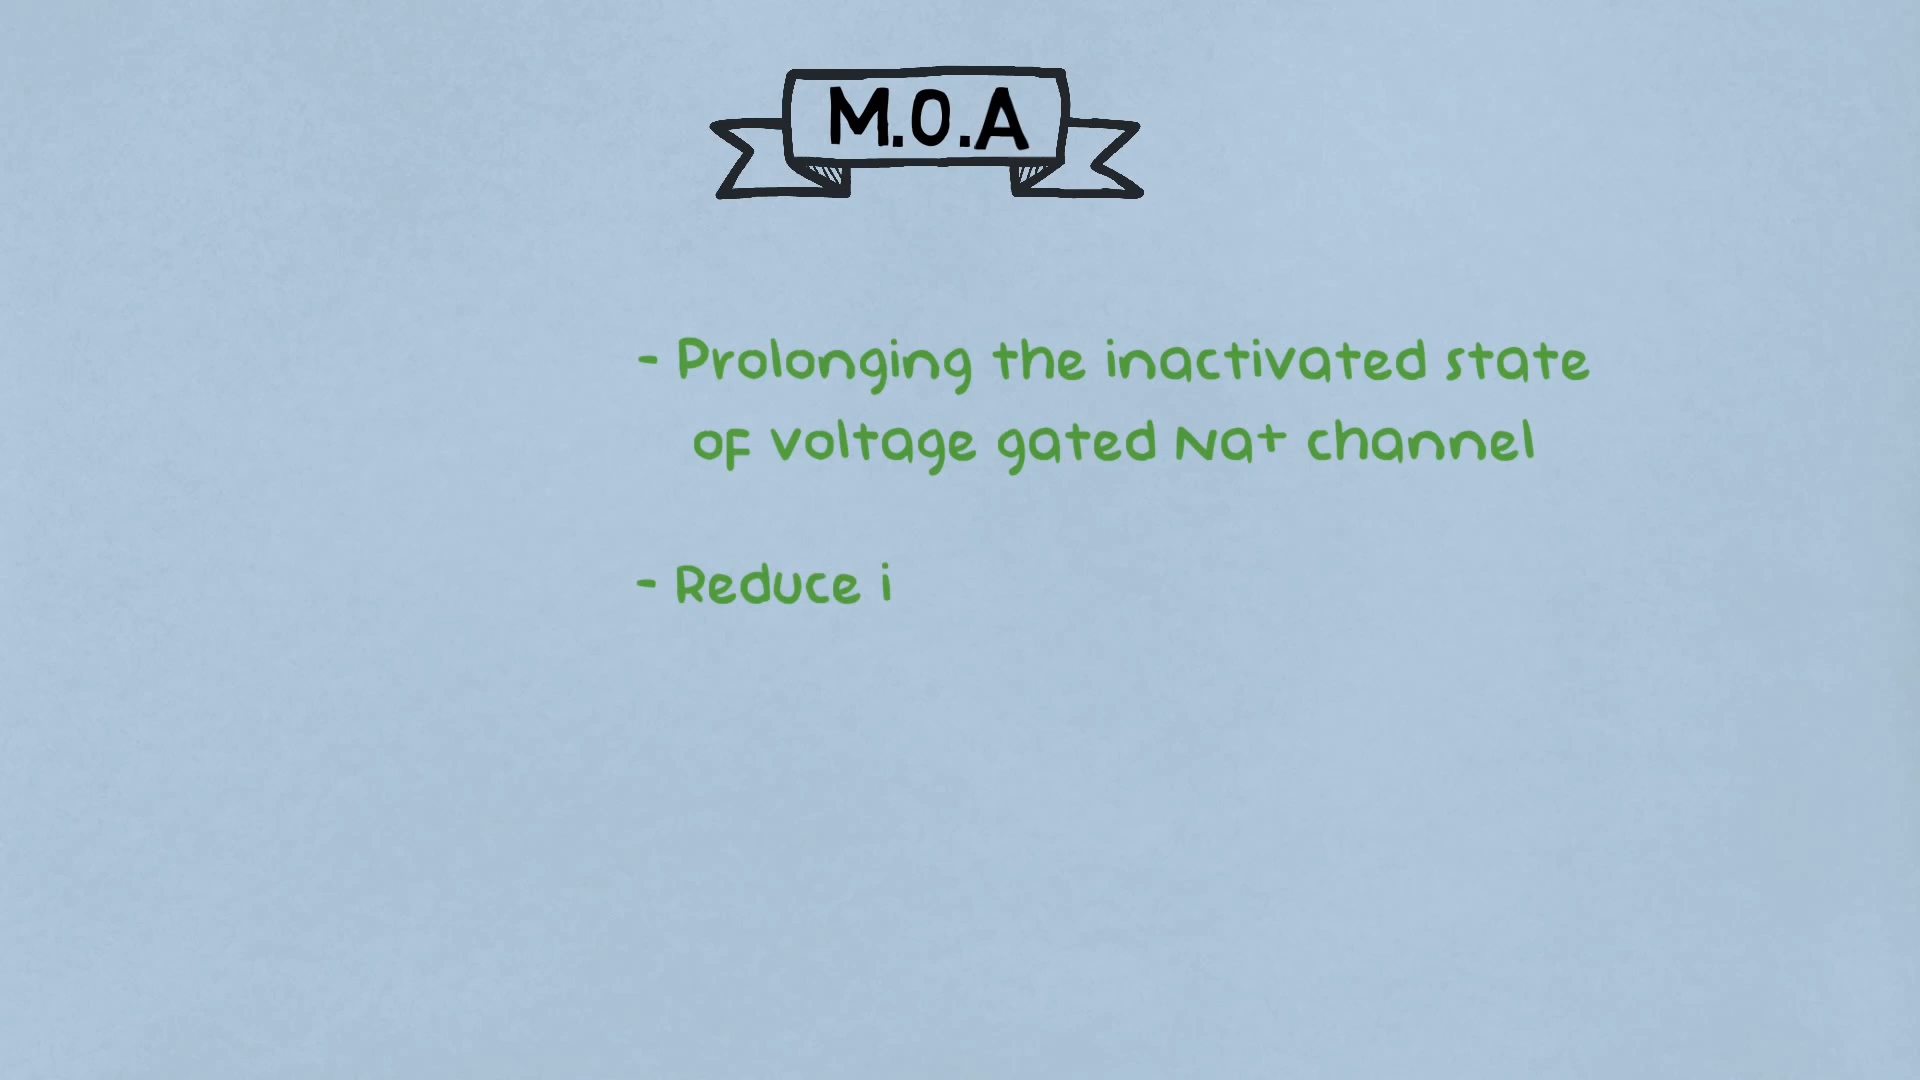 M.O.A
- Prolonging the inactivated state
of voltage gated Na+ channel
- Reduce i